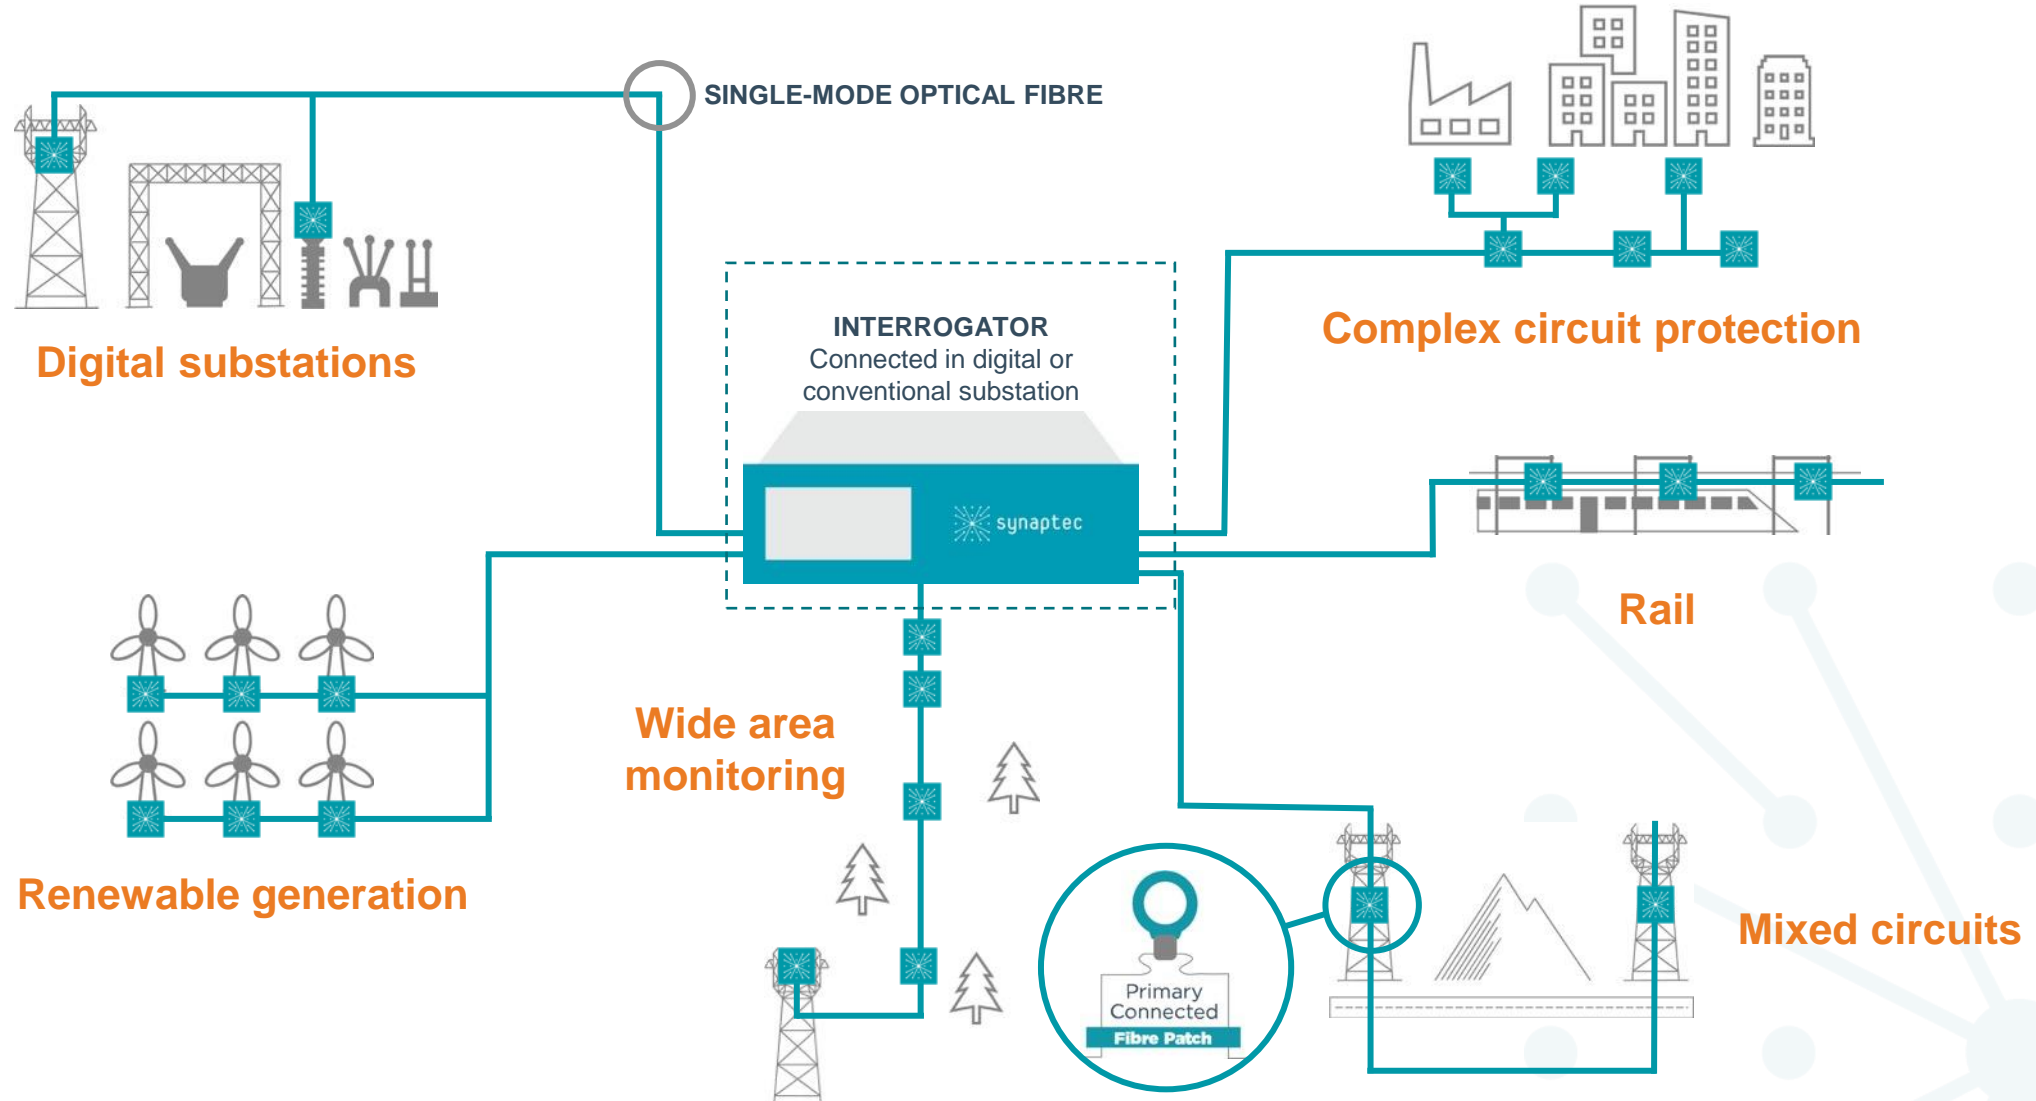 SINGLE-MODE OPTICAL FIBRE
Digital substations
INTERROGATOR
Connected in digital or
conventional substation
synaptec
Complex circuit protection
Rail
Renewable generation
Wide area
monitoring
Primary
Connected
Fibre Patch
Mixed circuits